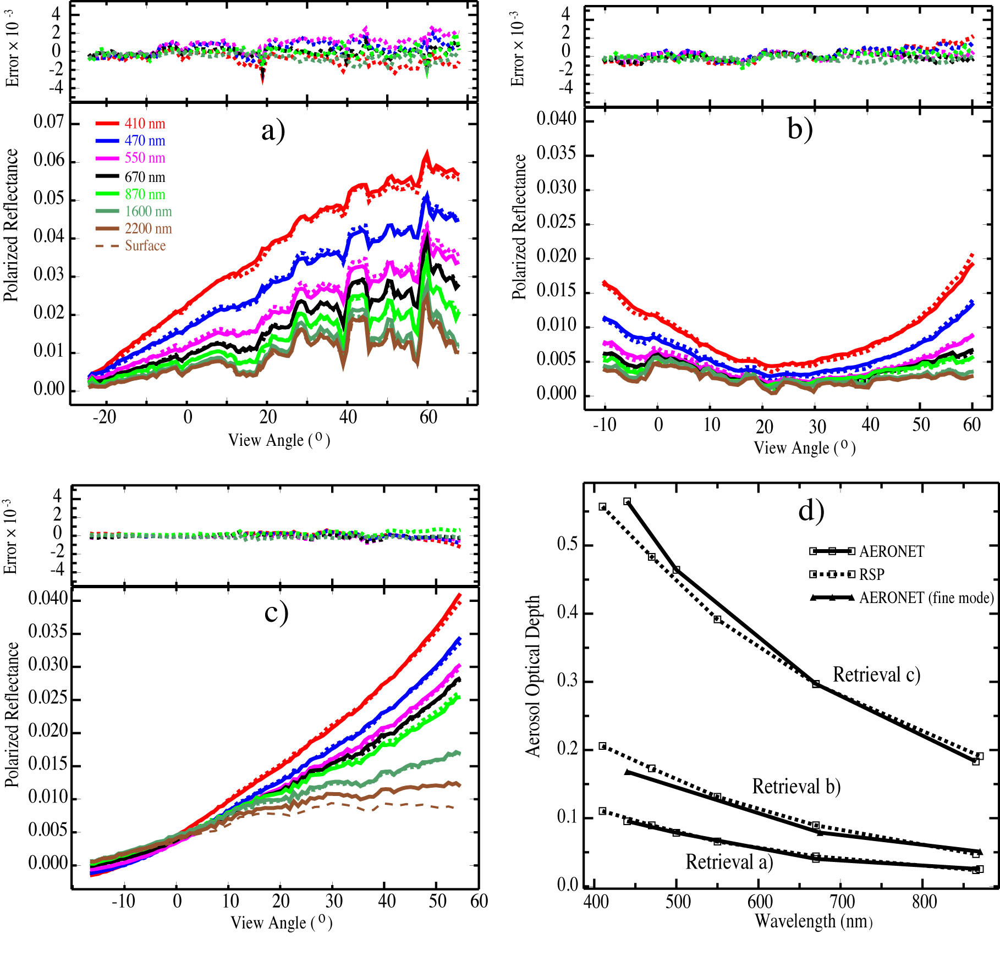 Error × 10 -3
4
2
0
-2
-4
Polarized Reflectance
0.07
0.06
0.05
0.04
0.03
0.02
0.01
0.00
a)
410 nm
470 nm
550 nm
670 nm
870 nm
1600 nm
2200 nm
Surface
-20 0 20 40 60
View Angle (O)
Error × 10 -3
4
2
0
-2
-4
Polarized Reflectance
0.040
0.035
0.030
0.025
0.020
0.015
0.010
0.005
0.000
b)
-10 0 10 20 30 40 50 60
View Angle (O)
Error × 10 -3
4
2
0
-2
-4
Polarized Reflectance
0.040
0.035
0.030
0.025
0.020
0.015
0.010
0.005
0.000
c)
-10 0 10 20 30 40 50 60
View Angle (O)
Aerosol Optical Depth
0.5
0.4
0.3
0.2
0.1
0.0
d)
AERONET
RSP
AERONET (fine mode)
Retrieval c)
Retrieval b)
Retrieval a)
400 500 600 700 800
Wavelength (nm)